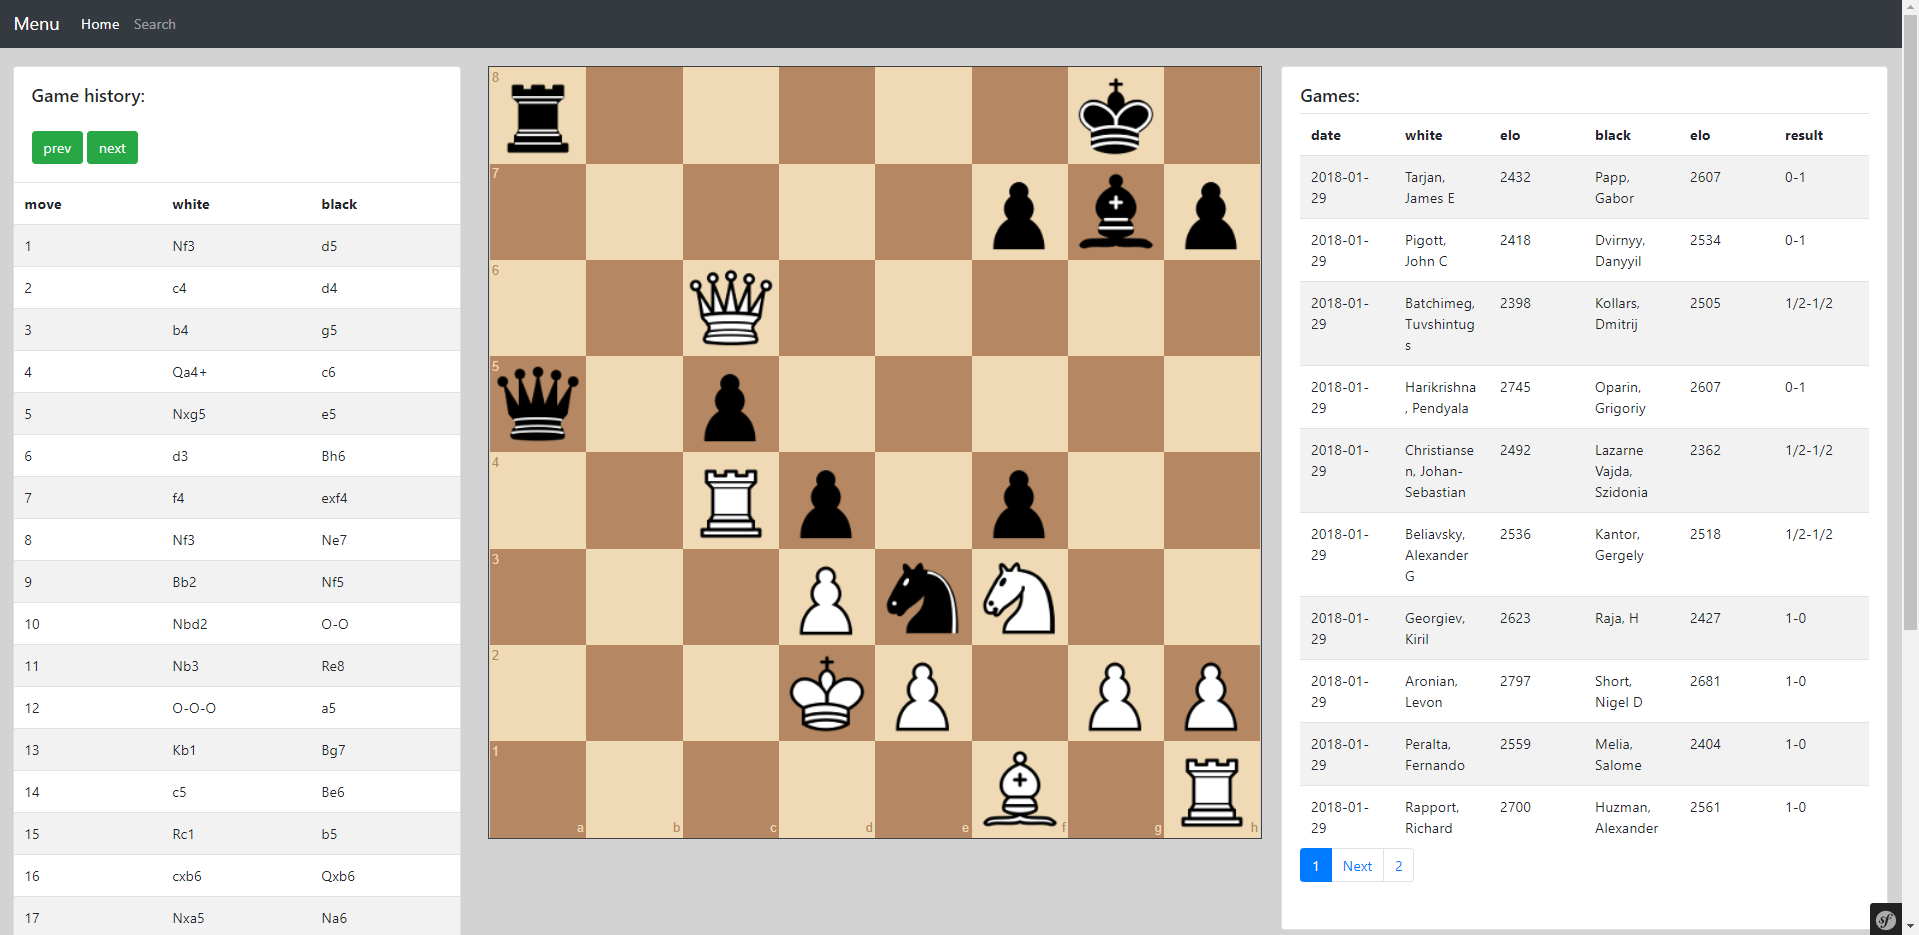 Menu Home Search
Game history:
prev next
move white black
1 Nf3 d5
2 c4 d4
3 b4 g5
4 Qa4+ c6
5 Nxg5 e5
6 d3 Bh6
7 f4 exf4
8 Nf3 Ne7
9 Bb2 Nf5
10 Nbd2 O-O
11 Nb3 Re8
12 O-O-O a5
13 Kb1 Bg7
14 c5 Be6
15 Rc1 b5
16 cxb6 Qxb6
17 Nxa5 Na6
8
7
6
5
4
3
2
1
a b c d e f g h
Games:
date white elo black elo result
2018-01- Tarjan, 2432 Papp, 2607 0-1
29 James E Gabor
2018-01- Pigott, 2418 Dvirnyy, 2534 0-1
29 John C Danyyil
2018-01- Batchimeg, 2398 Kollars, 2505 1/2-1/2
29 Tuvshintug Dmitrij
s
2018-01- Harikrishna 2745 Oparin, 2607 0-1
29 , Pendyala Grigoriy
2018-01- Christianse 2492 Lazarne 2362 1/2-1/2
29 n, Johan- Vajda,
Sebastian Szidonia
2018-01- Beliavsky, 2536 Kantor, 2518 1/2-1/2
29 Alexander Gergely
G
2018-01- Georgiev, 2623 Raja, H 2427 1-0
29 Kiril
2018-01- Aronian, 2797 Short, 2681 1-0
29 Levon Nigel D
2018-01- Peralta, 2559 Melia, 2404 1-0
29 Fernando Salome
2018-01- Rapport, 2700 Huzman, 2561 1-0
29 Richard Alexander
1 Next 2
sf